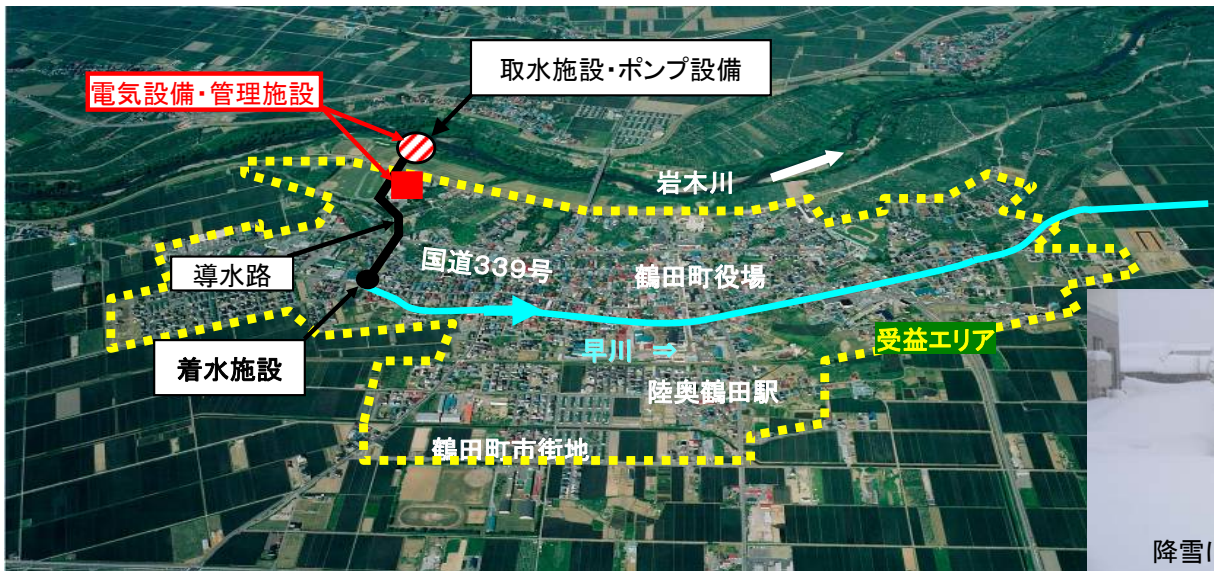 取水施設・ポンプ設備
電気設備・管理施設
岩木川
導水路
国道339号
鶴田町役場
着水施設
早川 ⇒
受益エリア
陸奥鶴田駅
鶴田町市街地
降雪に